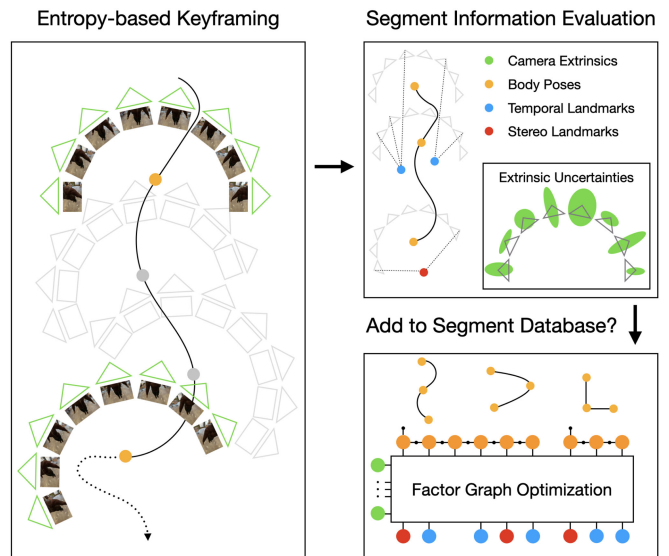 Entropy-based Keyframing
Segment Information Evaluation
Camera Extrinsics
Body Poses
Temporal Landmarks
Stereo Landmarks
Extrinsic Uncertainties
Add to Segment Database?
Factor Graph Optimization